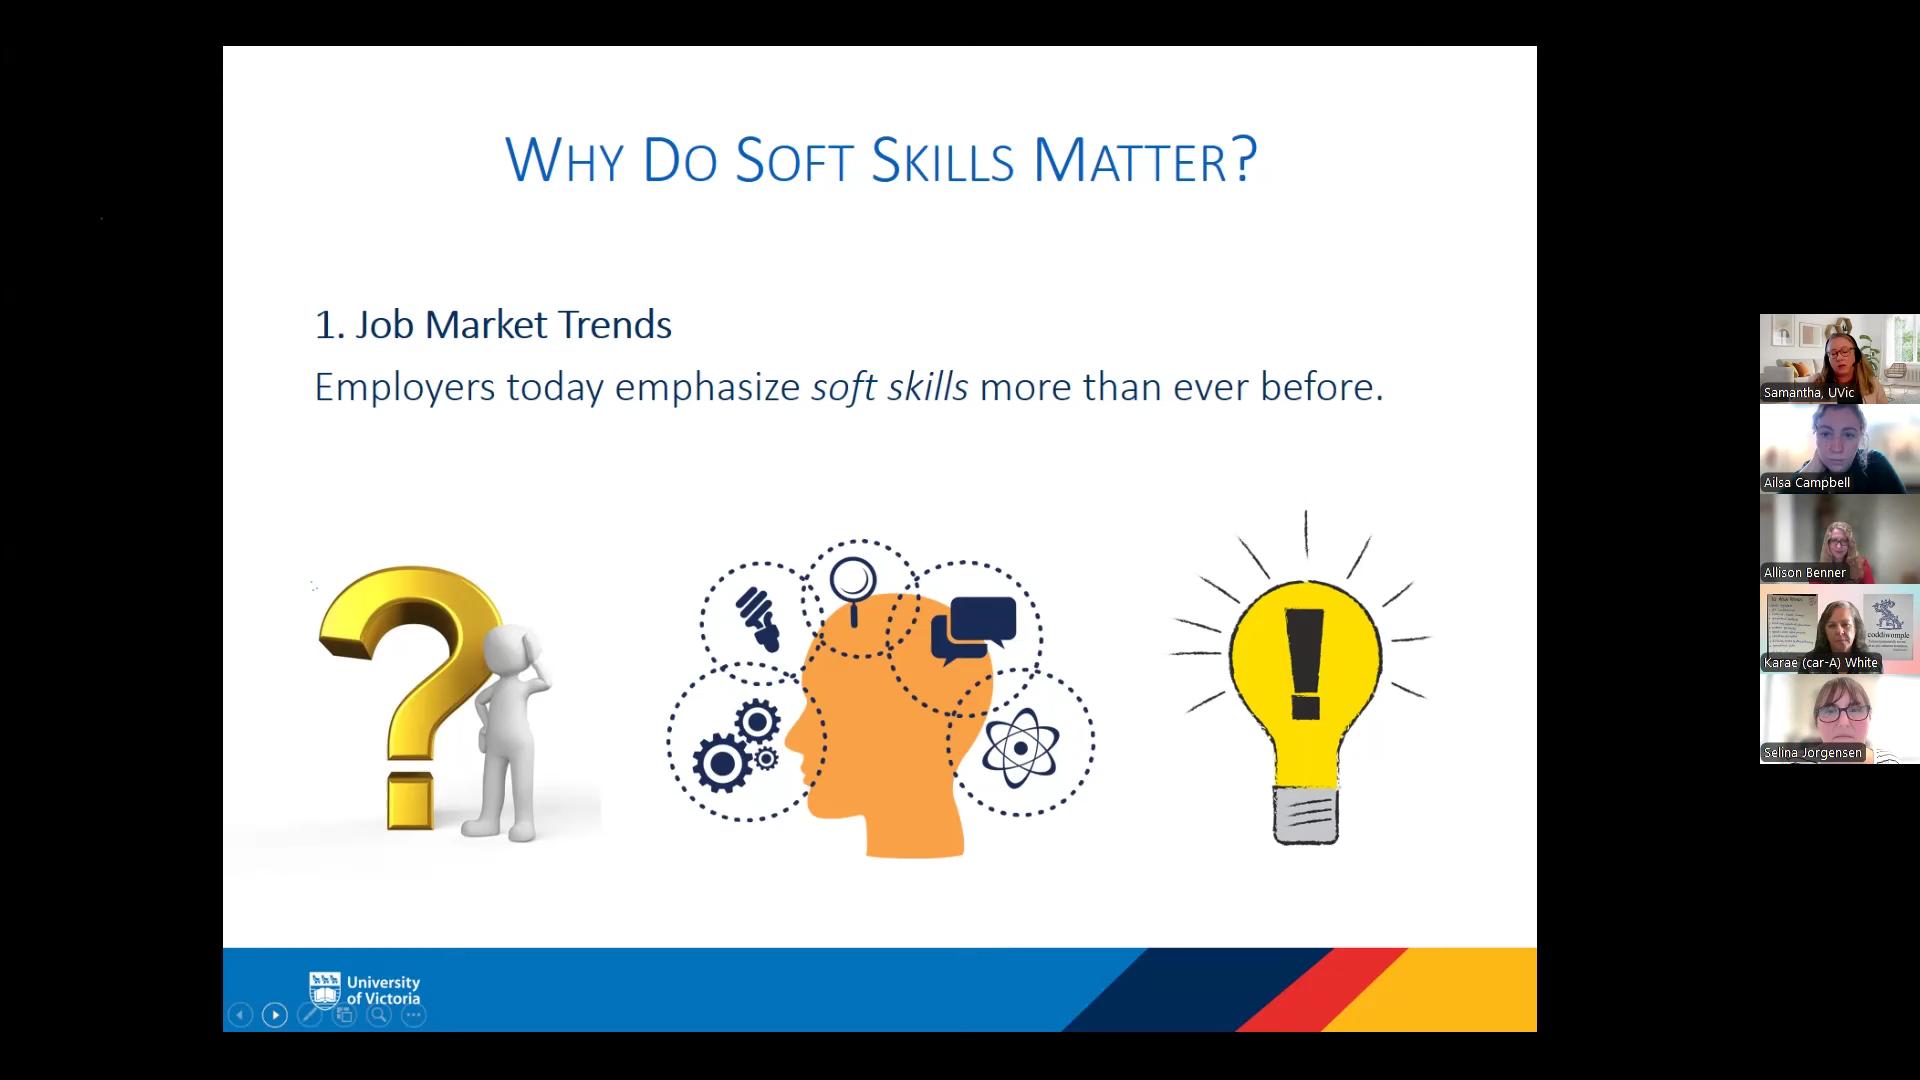 WHY DO SOFT SKILLS MATTER?
1. Job Market Trends
Employers today emphasize soft skills more than ever before.
University
of Victoria
Samantha, UVic
Ailsa Campbell
Allison Benner
coddiwomple
Karae (car-A) White
Selina Jorgensen